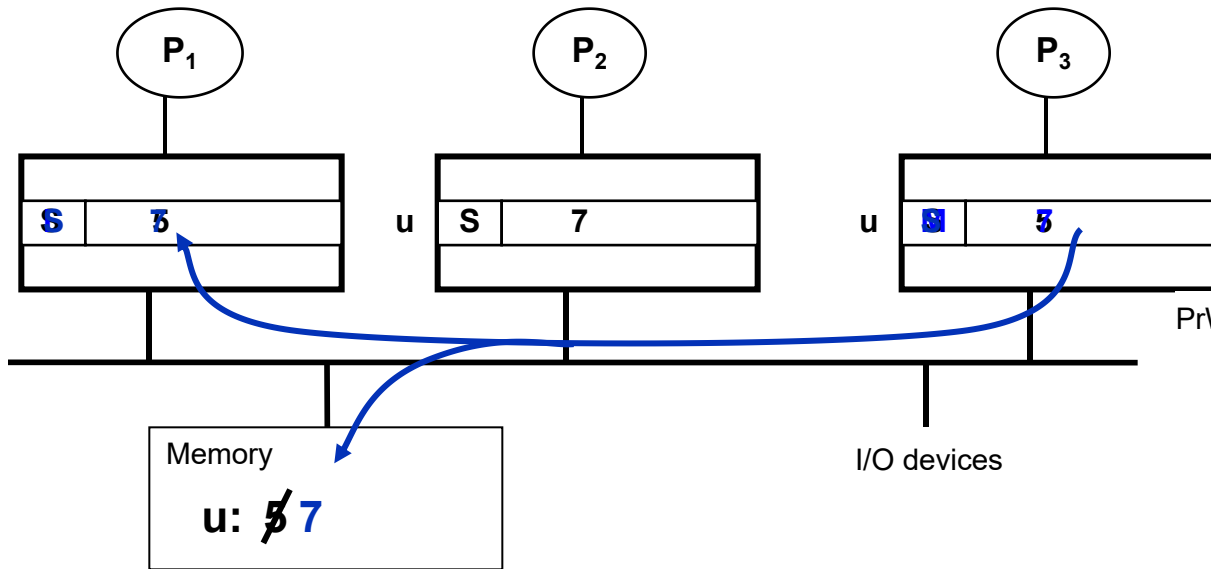 P₁ P₂ P₃
u S 7 u
Memory
I/O devices
u: 5 7